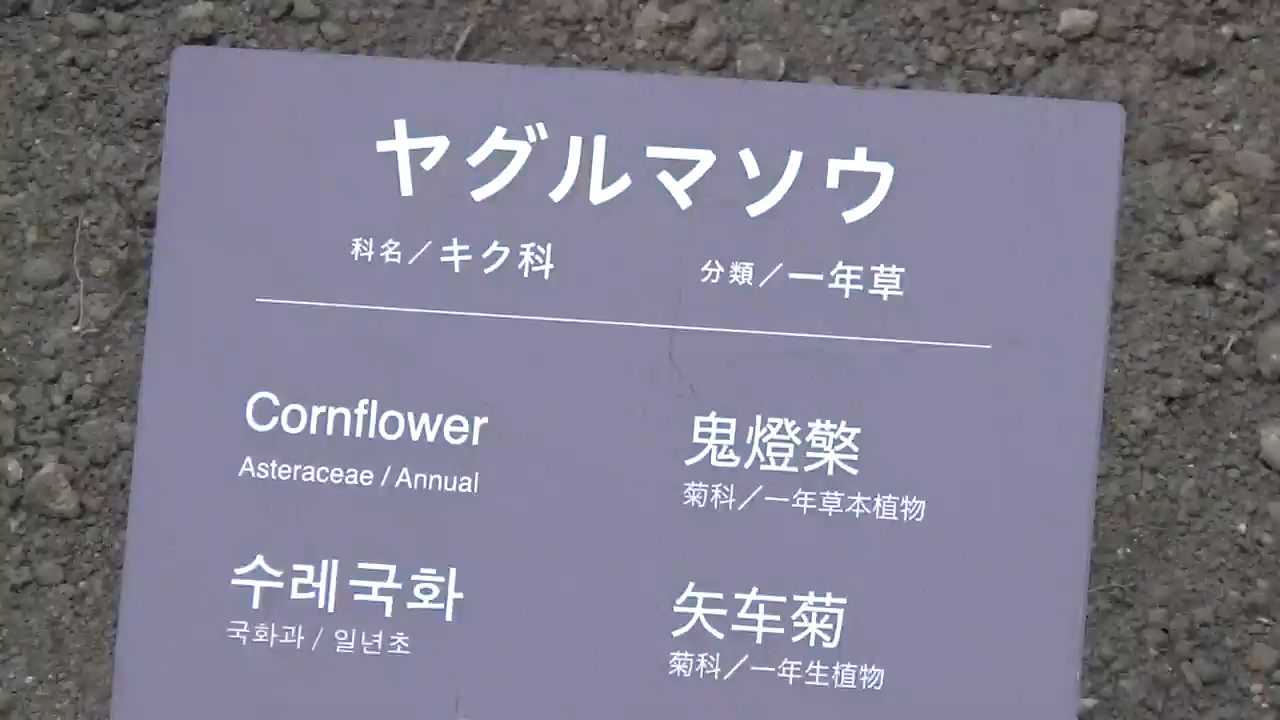 ヤグルマソウ
科名／キク科
分類／一年草
Cornflower
Asteraceae / Annual
鬼燈檠
菊科／一年草本植物
수레국화
국화과 / 일년초
矢车菊
菊科／一年生植物